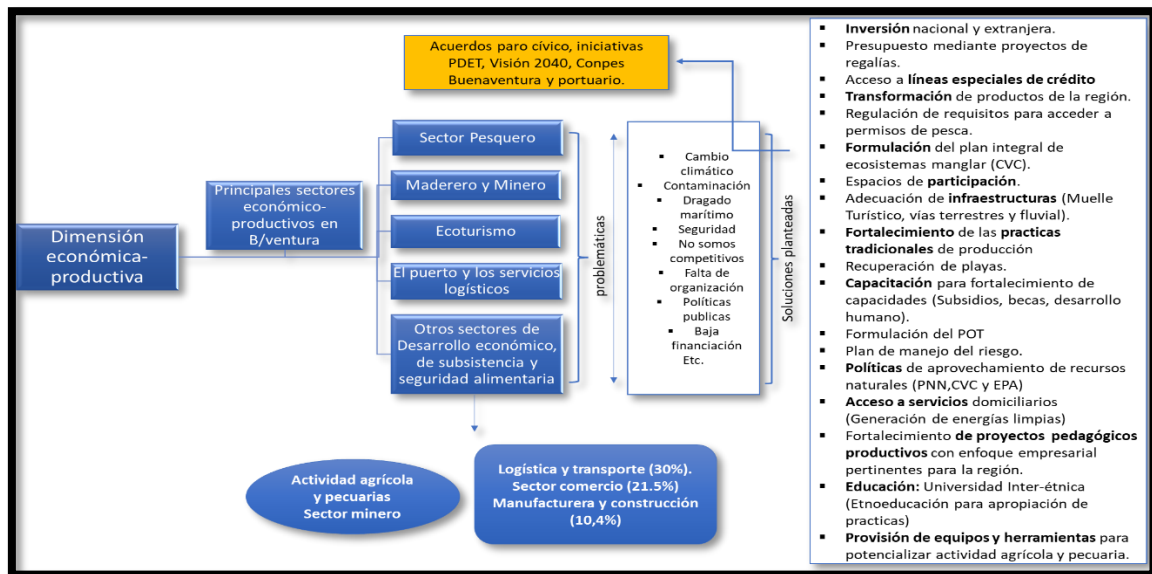 Acuerdos paro cívico, iniciativas
PDET, Visión 2040, Conpes
Buenaventura y portuario.
Dimensión
económica-
productiva
Principales sectores
económico-
productivos en
B/ventura
Sector Pesquero
Maderero y Minero
Ecoturismo
El puerto y los servicios
logísticos
Otros sectores de
Desarrollo económico,
de subsistencia y
seguridad alimentaria
problemáticas
▪ Cambio
climático
▪ Contaminación
▪ Dragado
marítimo
▪ Seguridad
▪ No somos
competitivos
▪ Falta de
organización
▪ Políticas
publicas
▪ Baja
financiación
Etc.
Soluciones planteadas
Actividad agrícola
y pecuarias
Sector minero
Logística y transporte (30%).
Sector comercio (21.5%)
Manufacturera y construcción
(10,4%)
▪ Inversión nacional y extranjera.
▪ Presupuesto mediante proyectos de
regalías.
▪ Acceso a líneas especiales de crédito
▪ Transformación de productos de la región.
▪ Regulación de requisitos para acceder a
permisos de pesca.
▪ Formulación del plan integral de
ecosistemas manglar (CVC).
▪ Espacios de participación.
▪ Adecuación de infraestructuras (Muelle
Turístico, vías terrestres y fluvial).
▪ Fortalecimiento de las practicas
tradicionales de producción
▪ Recuperación de playas.
▪ Capacitación para fortalecimiento de
capacidades (Subsidios, becas, desarrollo
humano).
▪ Formulación del POT
▪ Plan de manejo del riesgo.
▪ Políticas de aprovechamiento de recursos
naturales (PNN,CVC y EPA)
▪ Acceso a servicios domiciliarios
(Generación de energías limpias)
▪ Fortalecimiento de proyectos pedagógicos
productivos con enfoque empresarial
pertinentes para la región.
▪ Educación: Universidad Inter-étnica
(Etnoeducación para apropiación de
practicas)
▪ Provisión de equipos y herramientas para
potencializar actividad agrícola y pecuaria.